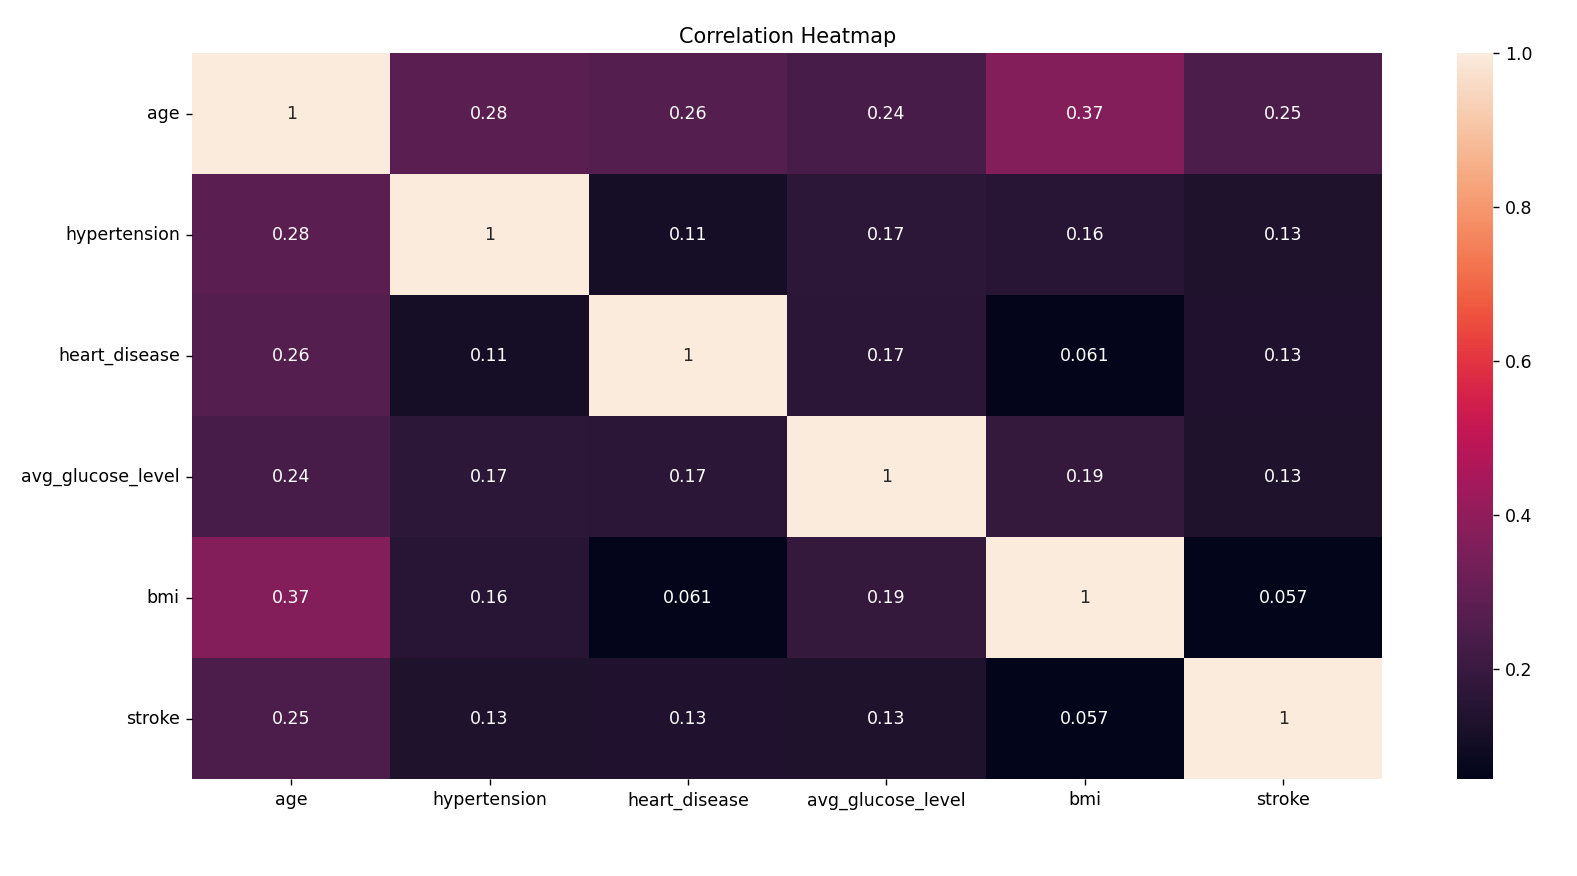 Correlation Heatmap
age 1 0.28 0.26 0.24 0.37 0.25
hypertension 0.28 1 0.11 0.17 0.16 0.13
heart_disease 0.26 0.11 1 0.17 0.061 0.13
avg_glucose_level 0.24 0.17 0.17 1 0.19 0.13
bmi 0.37 0.16 0.061 0.19 1 0.057
stroke 0.25 0.13 0.13 0.13 0.057 1
age hypertension heart_disease avg_glucose_level bmi stroke
1.0
0.8
0.6
0.4
0.2